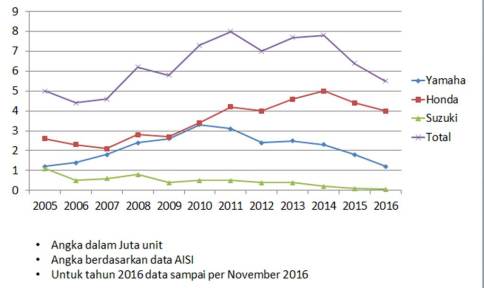 9
8
7
6
5
4
3
2
1
0
2005 2006 2007 2008 2009 2010 2011 2012 2013 2014 2015 2016
Yamaha
Honda
Suzuki
Total
• Angka dalam Juta unit
• Angka berdasarkan data AISI
• Untuk tahun 2016 data sampai per November 2016